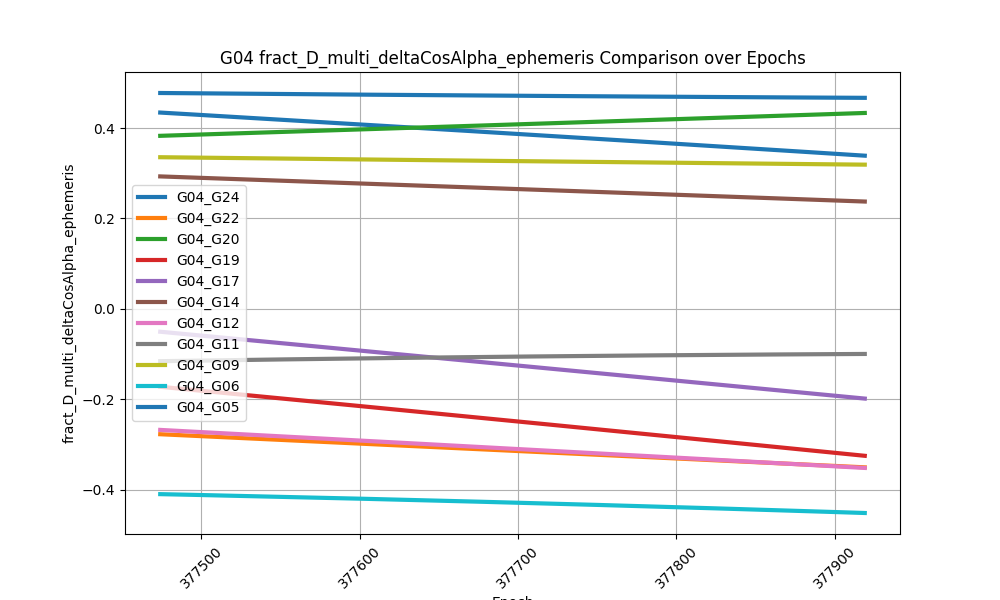 G04 fract_D_multi_deltaCosAlpha_ephemeris Comparison over Epochs
fract_D_multi_deltaCosAlpha_ephemeris
0.4
0.2
0.0
−0.2
−0.4
G04_G24
G04_G22
G04_G20
G04_G19
G04_G17
G04_G14
G04_G12
G04_G11
G04_G09
G04_G06
G04_G05
377500
377600
377700
377800
377900
Epoch